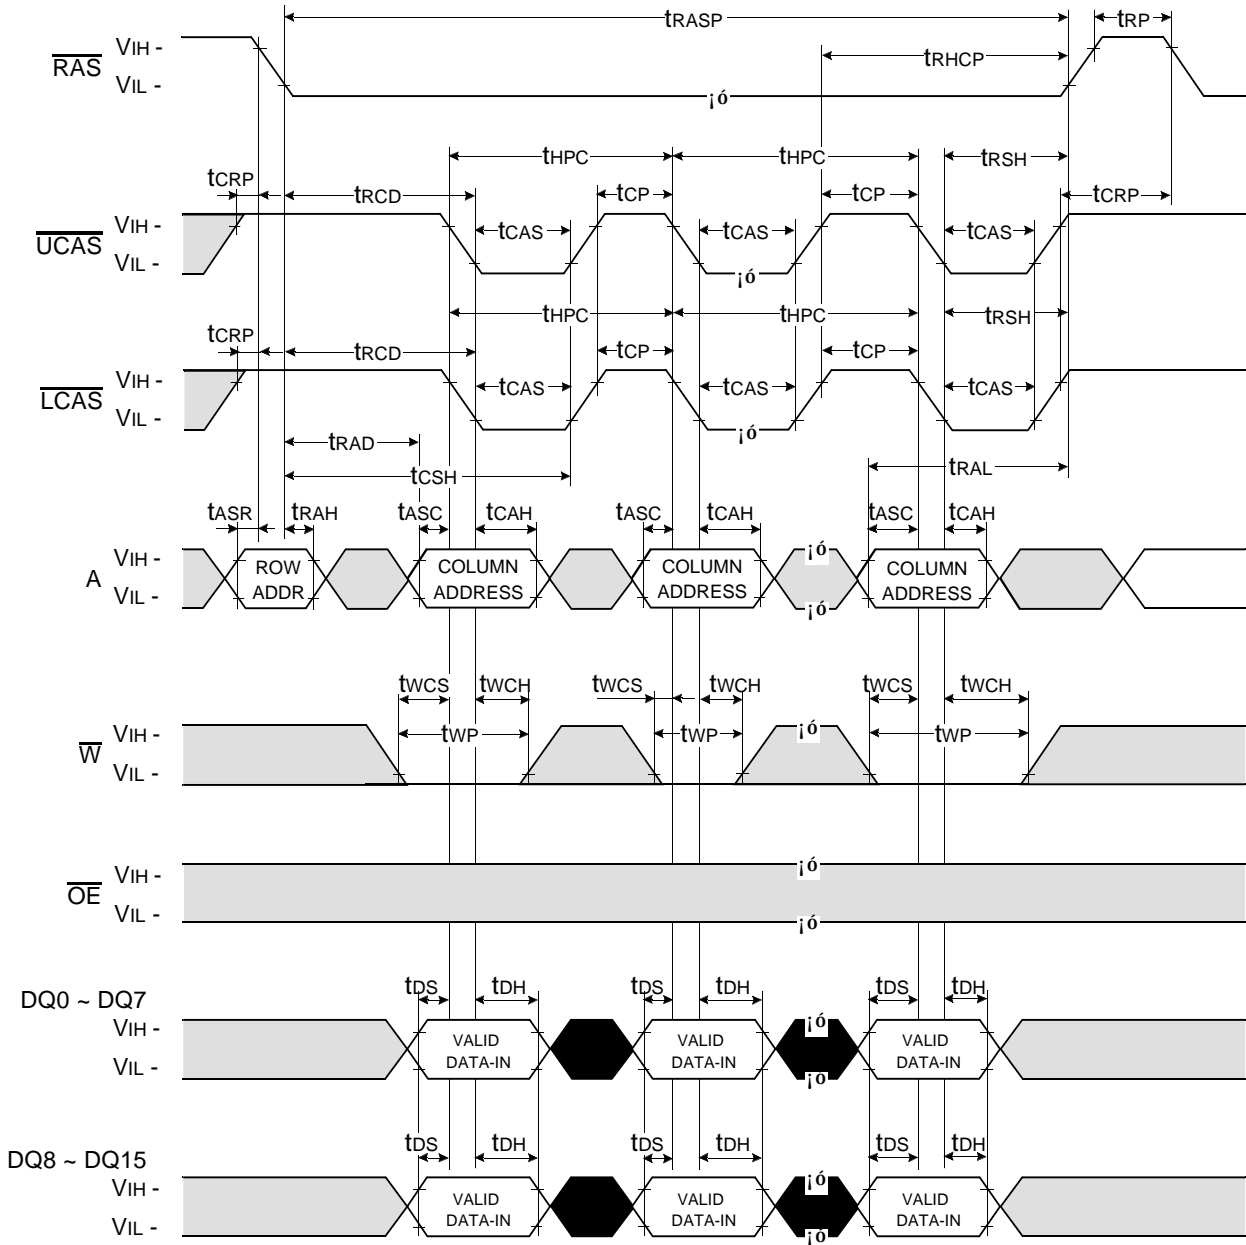 tRASP tRP
RAS VIH - tRHCP
VIL -
¡ó
tHPC tHPC tRSH
tCRP tRCD tCP tCP tCRP
UCAS VIH - tCAS tCAS tCAS
VIL -
¡ó
tHPC tHPC tRSH
tCRP tRCD tCP tCP
LCAS VIH - tCAS tCAS tCAS
VIL -
¡ó
tRAD
tCSH tRAL
tASR tRAH tASC tCAH tASC tCAH tASC tCAH
A VIH - ROW COLUMN COLUMN ¡ó COLUMN
VIL - ADDR ADDRESS ADDRESS ¡ó ADDRESS
tWCS tWCH tWCS tWCH tWCS tWCH
W VIH - tWP tWP ¡ó tWP
VIL -
OE VIH - ¡ó
VIL - ¡ó
DQ0 ~ DQ7 tDS tDH tDS tDH tDS tDH
VIH - VALID VALID ¡ó VALID
VIL - DATA-IN DATA-IN ¡ó DATA-IN
DQ8 ~ DQ15 tDS tDH tDS tDH tDS tDH
VIH - VALID VALID ¡ó VALID
VIL - DATA-IN DATA-IN ¡ó DATA-IN